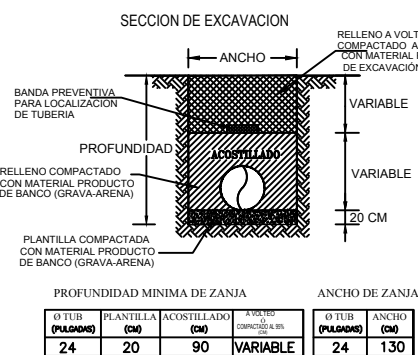 SECCION DE EXCAVACION
RELLENO A VOLT
COMPACTADO A
CON MATERIAL
DE EXCAVACIÓN
ANCHO
BANDA PREVENTIVA
PARA LOCALIZACIÓN
DE TUBERIA
VARIABLE
PROFUNDIDAD
ACOSTILLADO
RELLENO COMPACTADO
CON MATERIAL PRODUCTO
DE BANCO (GRAVA-ARENA)
VARIABLE
20 CM
PLANTILLA COMPACTADA
CON MATERIAL PRODUCTO
DE BANCO (GRAVA-ARENA)
PROFUNDIDAD MINIMA DE ZANJA
Ø TUB (PULGADAS) PLANTILLA (CM) ACOSTILLADO (CM) A VOLTEO O COMPACTADO AL 95% (CM)
24 20 90 VARIABLE
ANCHO DE ZANJA
Ø TUB (PULGADAS) ANCHO (CM)
24 130